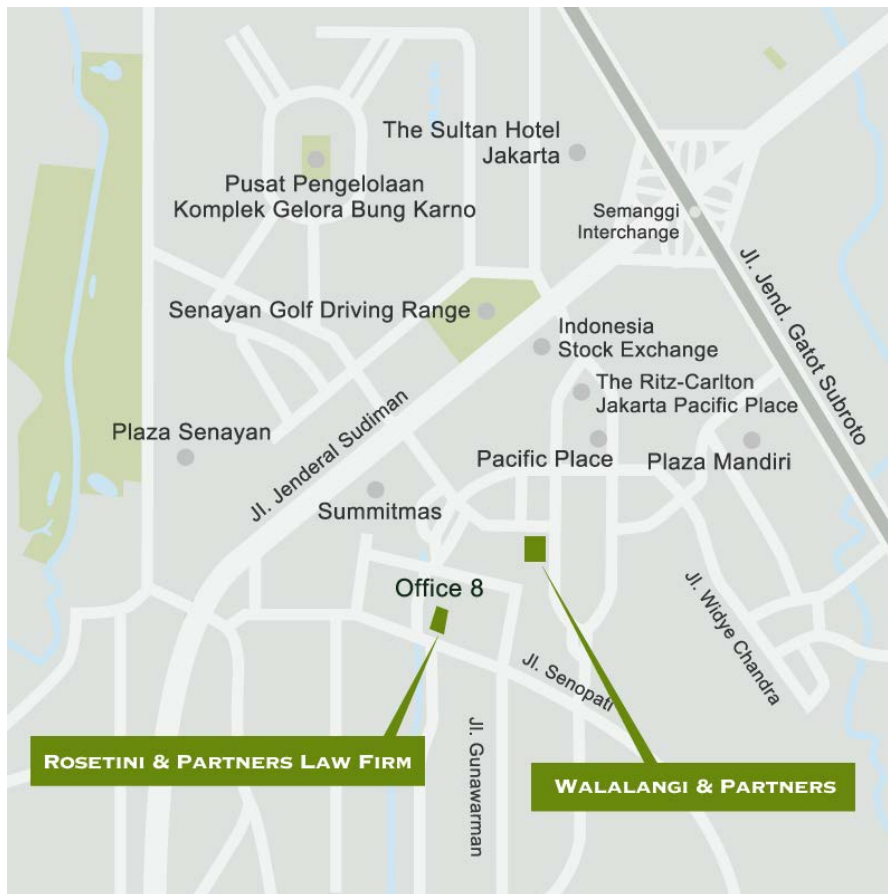 The Sultan Hotel
Jakarta
Pusat Pengelolaan
Komplek Gelora Bung Karno
Semanggi
Interchange
Jl. Jend. Gatot Subroto
Senayan Golf Driving Range
Indonesia
Stock Exchange
The Ritz-Carlton
Jakarta Pacific Place
Jl. Jenderal Sudiman
Plaza Senayan
Pacific Place
Plaza Mandiri
Summitmas
Office 8
Jl. Widye Chandra
Jl. Senopati
Jl. Gunawarman
ROSETINI & PARTNERS LAW FIRM
WALALANGI & PARTNERS